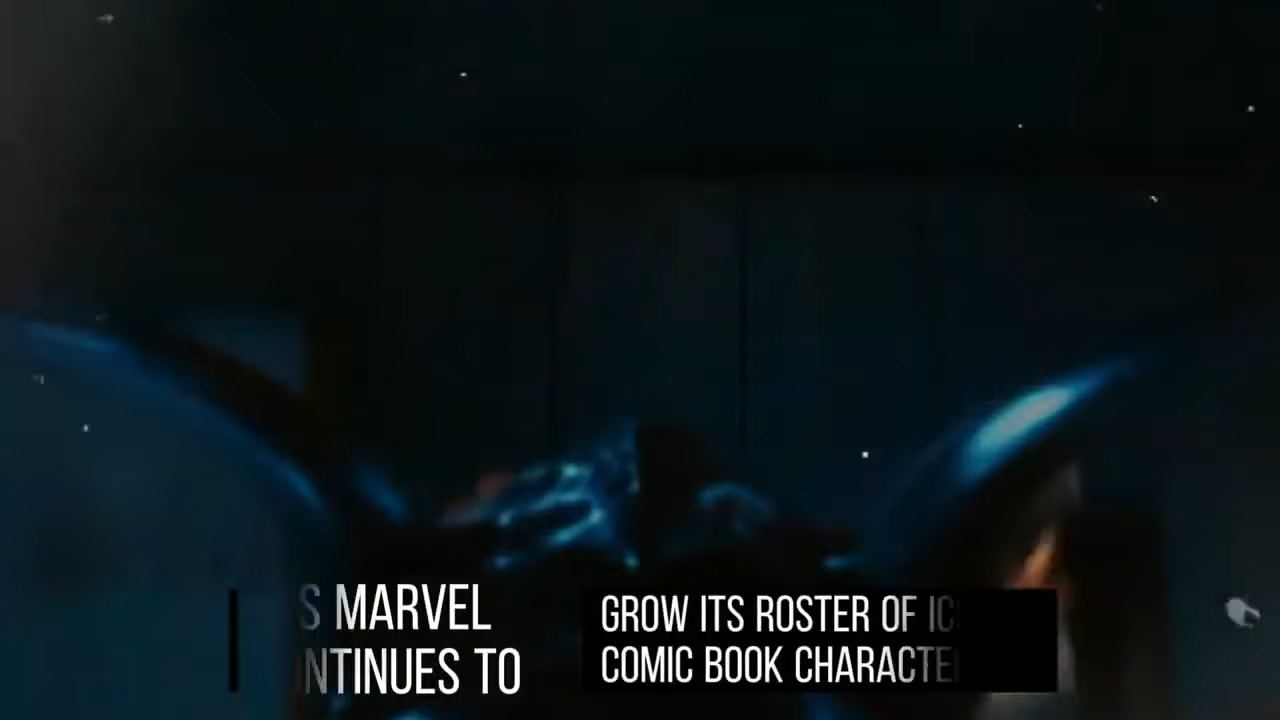 S MARVEL
NTINUES TO
GROW ITS ROSTER OF
COMIC BOOK